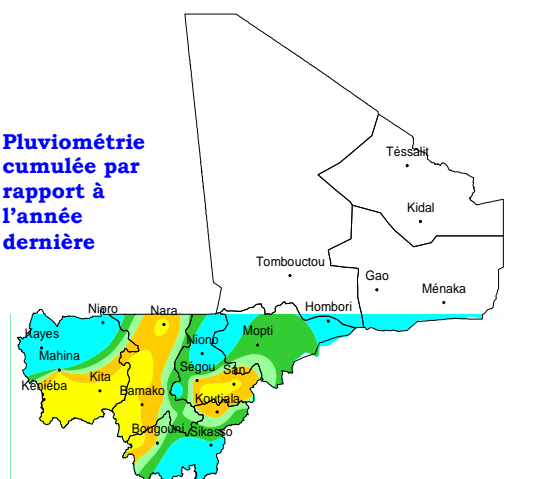 Pluviométrie
cumulée par
rapport à
l'année
dernière
Téssalit
Kidal
Tombouctou
Gao
Ménaka
Hombori
Nioro
Nara
Kayes
Niono
Mopti
Mahina
Ségou
San
Kéniéba
Kita
Bamako
Koutiala
Bougouni
Sikasso